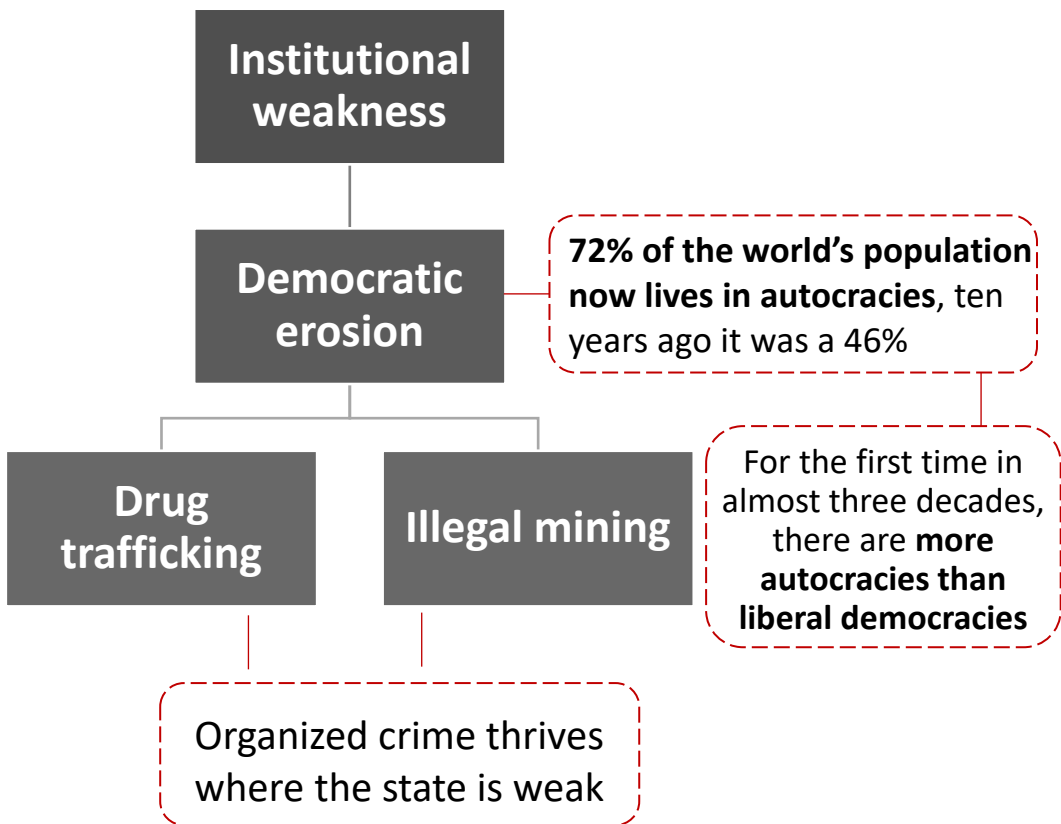 Institutional
weakness
Democratic
erosion
72% of the world’s population
now lives in autocracies, ten
years ago it was a 46%
Drug
trafficking
Illegal mining
For the first time in
almost three decades,
there are more
autocracies than
liberal democracies
Organized crime thrives
where the state is weak